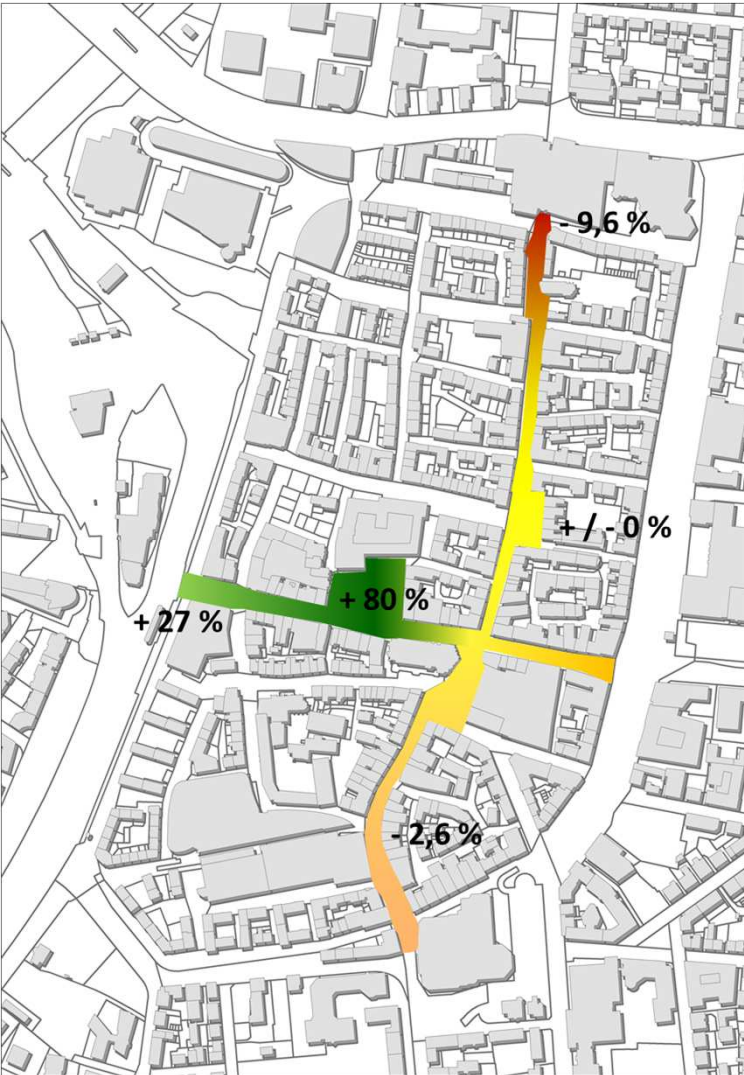 - 9,6 %
+ / - 0 %
+ 80 %
+ 27 %
- 2,6 %